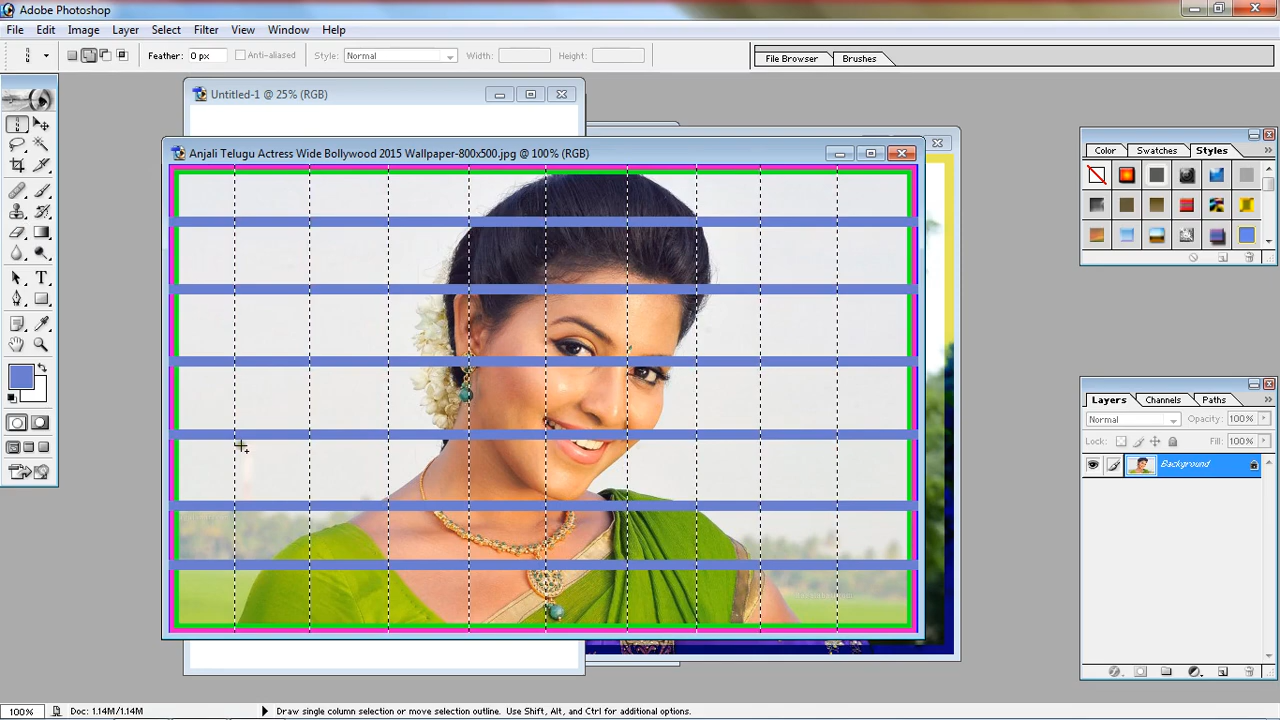 Adobe Photoshop
File Edit Image Layer Select Filter View Window Help
Feather: 0 px Anti-aliased Style: Normal Width: Height: File Browser Brushes
Untitled-1 @ 25% (RGB)
Anjali Telugu Actress Wide Bollywood 2015 Wallpaper-800x500.jpg @ 100% (RGB)
Color Swatches Styles
Layers Channels Paths
Normal Opacity: 100%
Lock: Fill: 100%
Background
100% Doc: 1.14M/1.14M Draw single column selection or move selection outline. Use Shift, Alt, and Ctrl for additional options.